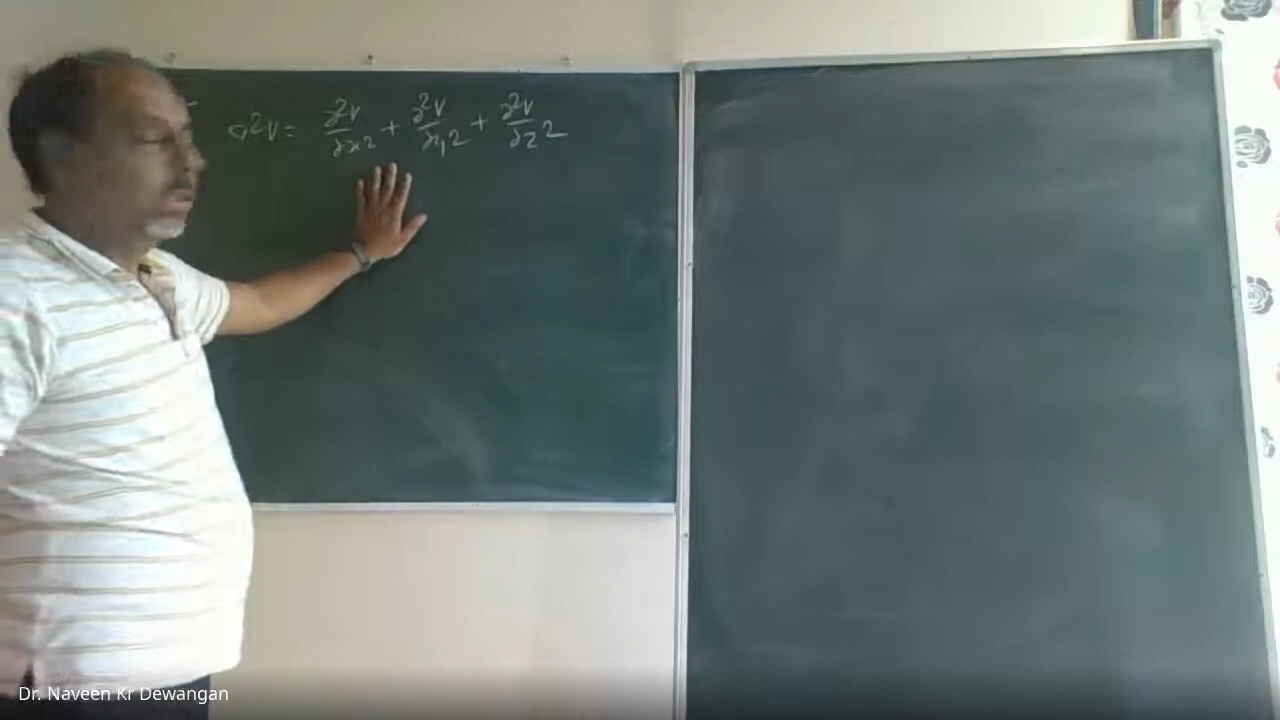 ∇²V = ∂²V/∂x² + ∂²V/∂y² + ∂²V/∂z²
Dr. Naveen Kr Dewangan